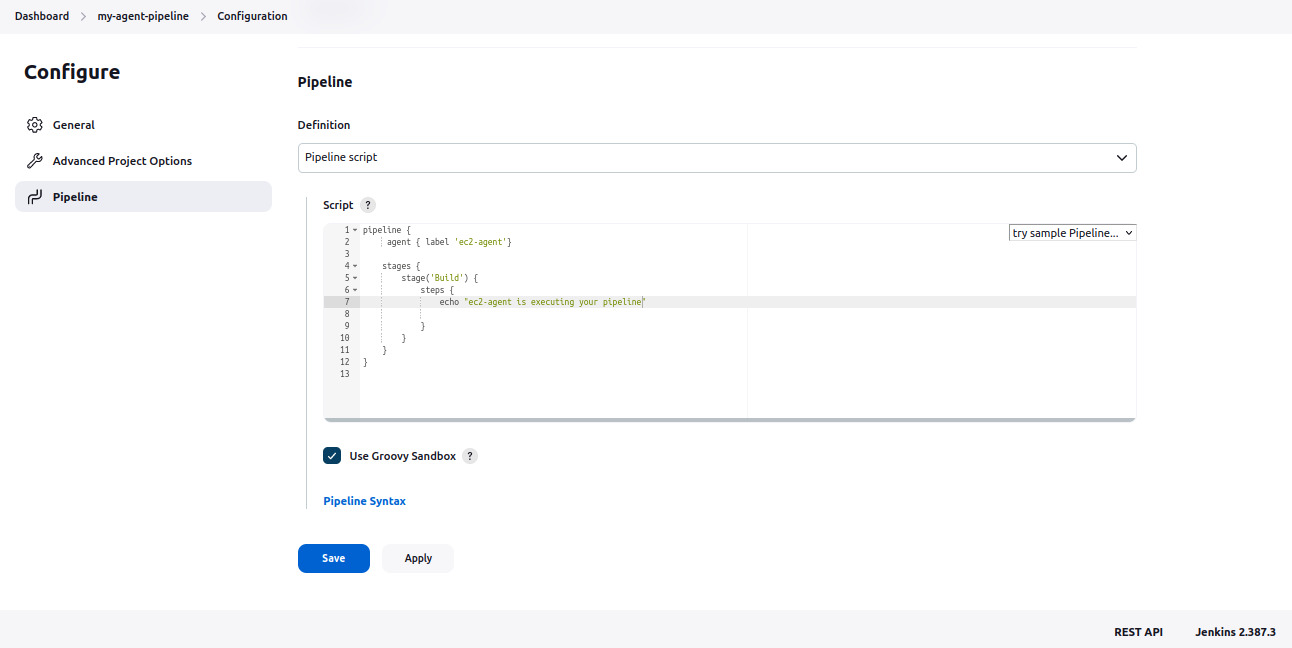 Dashboard > my-agent-pipeline > Configuration
Configure
General
Advanced Project Options
Pipeline
Pipeline
Definition
Pipeline script
Script ?
try sample Pipeline...
1 pipeline {
2      agent { label 'ec2-agent'}
3
4     stages {
5         stage('Build') {
6             steps {
7                 echo "ec2-agent is executing your pipeline"
8
9             }
10         }
11     }
12 }
13
Use Groovy Sandbox ?
Pipeline Syntax
Save Apply
REST API Jenkins 2.387.3